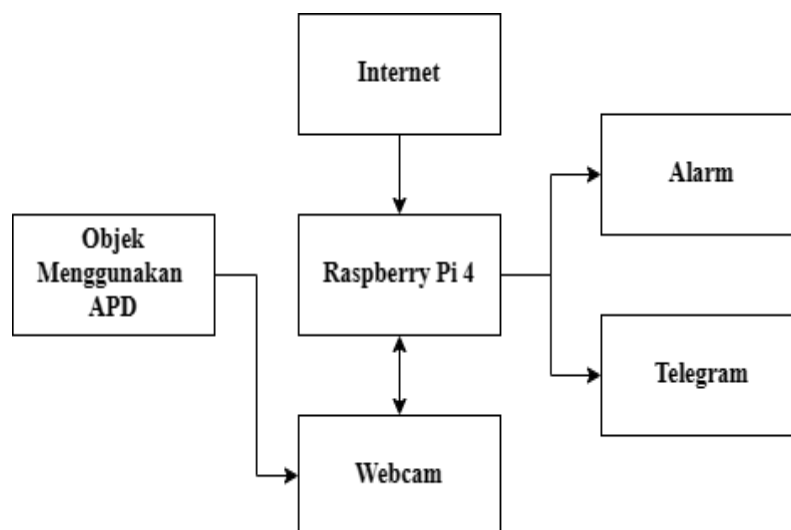 Internet
Alarm
Objek
Menggunakan
APD
Raspberry Pi 4
Telegram
Webcam